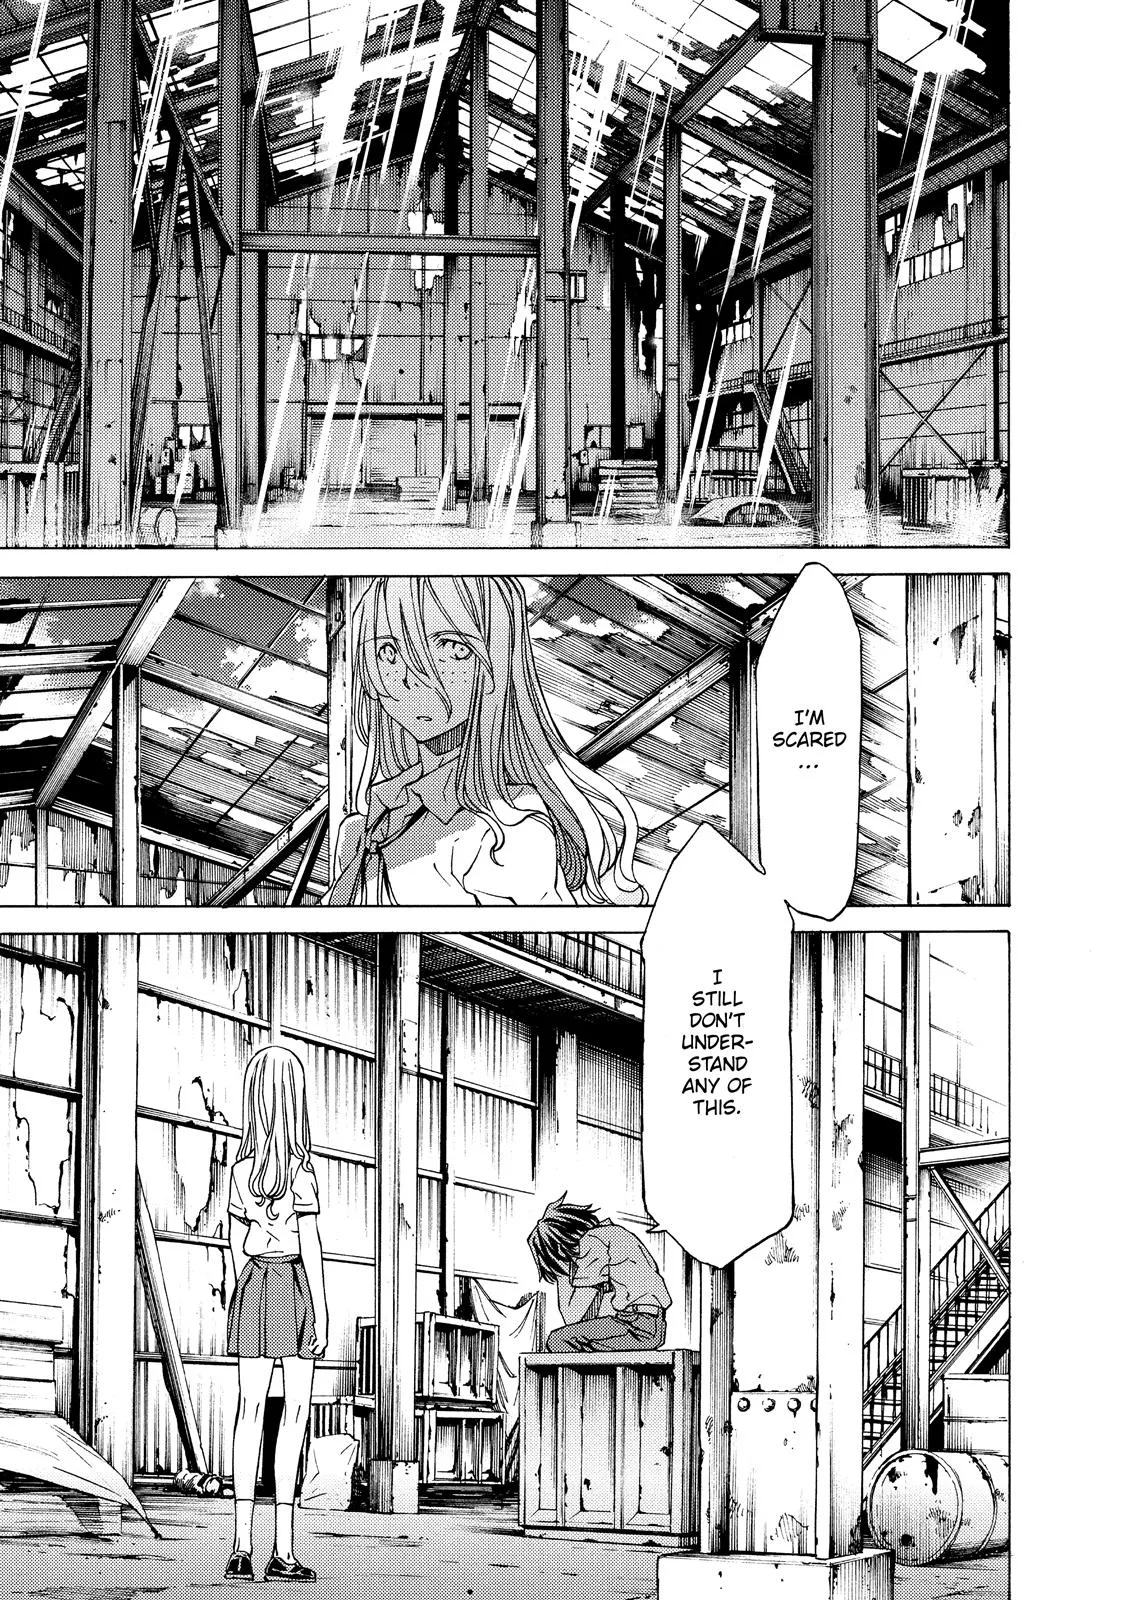 I'M
SCARED
...
I
STILL
DON'T
UNDER-
STAND
ANY OF
THIS.